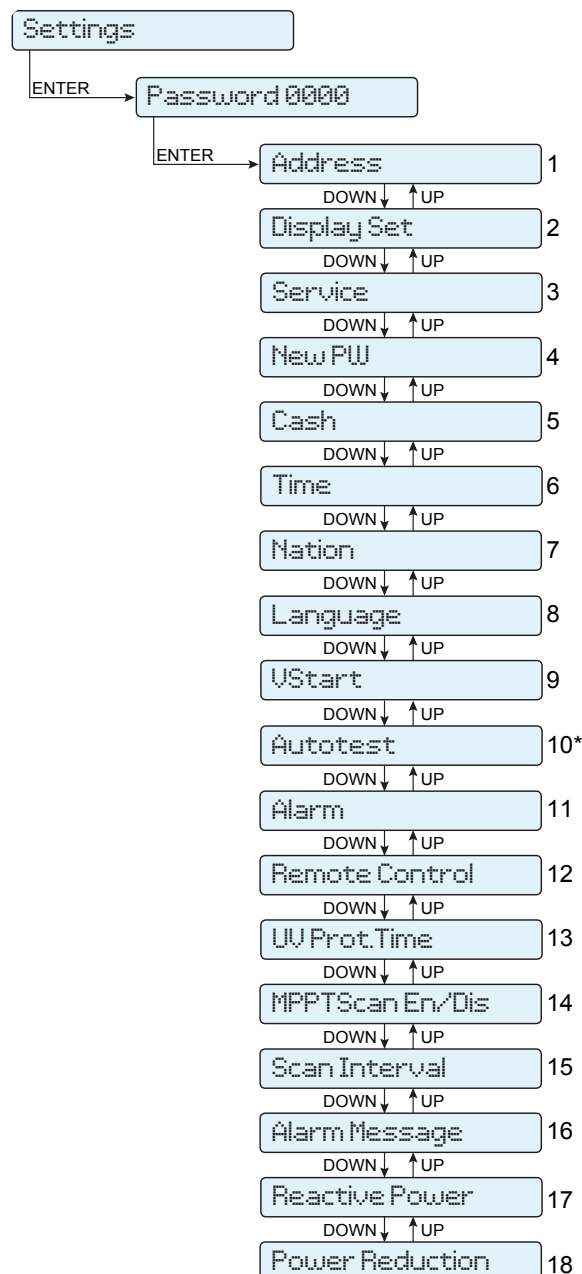 Settings
ENTER
Password 0000
ENTER
Address 1
DOWN UP
Display Set 2
DOWN UP
Service 3
DOWN UP
New PW 4
DOWN UP
Cash 5
DOWN UP
Time 6
DOWN UP
Nation 7
DOWN UP
Language 8
DOWN UP
VStart 9
DOWN UP
Autotest 10*
DOWN UP
Alarm 11
DOWN UP
Remote Control 12
DOWN UP
UV Prot.Time 13
DOWN UP
MPPTScan En/Dis 14
DOWN UP
Scan Interval 15
DOWN UP
Alarm Message 16
DOWN UP
Reactive Power 17
DOWN UP
Power Reduction 18